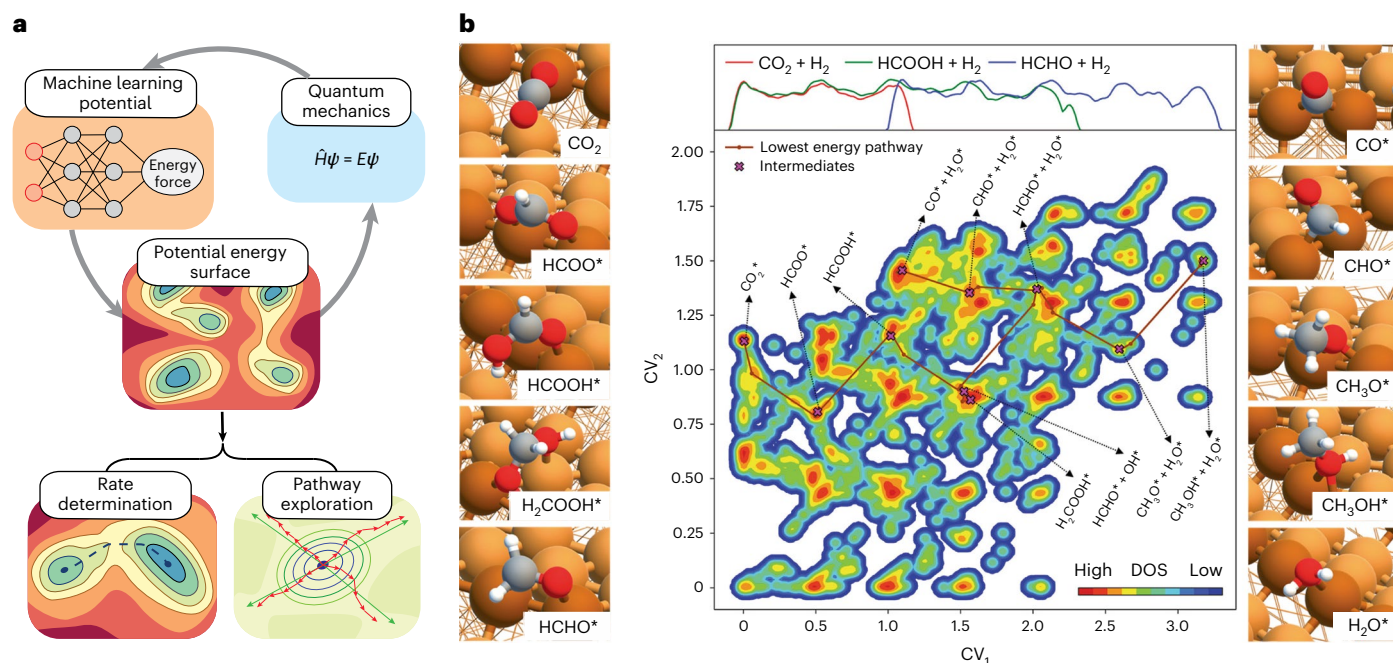 a
Machine learning
potential
Quantum
mechanics
Energy
force
Ĥψ = Eψ
Potential energy
surface
Rate
determination
Pathway
exploration
b
CO₂
HCOO*
HCOOH*
H₂COOH*
HCHO*
CO₂ + H₂
HCOOH + H₂
HCHO + H₂
Lowest energy pathway
Intermediates
CO₂*
HCOO*
HCOOH*
CO* + H₂O*
CHO* + H₂O*
HCHO* + H₂O*
H₂COOH*
HCHO* + OH*
CH₃O* + H₂O*
CH₃OH* + H₂O*
High DOS Low
CV₂
2.00
1.75
1.50
1.25
1.00
0.75
0.50
0.25
0
0 0.5 1.0 1.5 2.0 2.5 3.0
CV₁
CO*
CHO*
CH₃O*
CH₃OH*
H₂O*